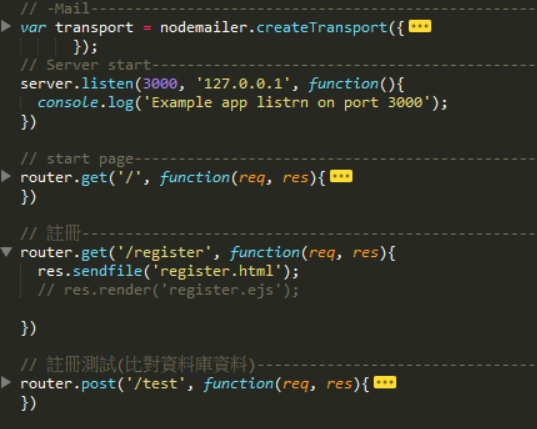 // -Mail----------------------------------------------------
var transport = nodemailer.createTransport({ ···
});
// Server start---------------------------------------------
server.listen(3000, '127.0.0.1', function(){
console.log('Example app listrn on port 3000');
})
// start page-----------------------------------------------
router.get('/', function(req, res){ ···
})
// 註冊-----------------------------------------------------
router.get('/register', function(req, res){
res.sendfile('register.html');
// res.render('register.ejs');
})
// 註冊測試(比對資料庫資料)---------------------------------
router.post('/test', function(req, res){ ···
})